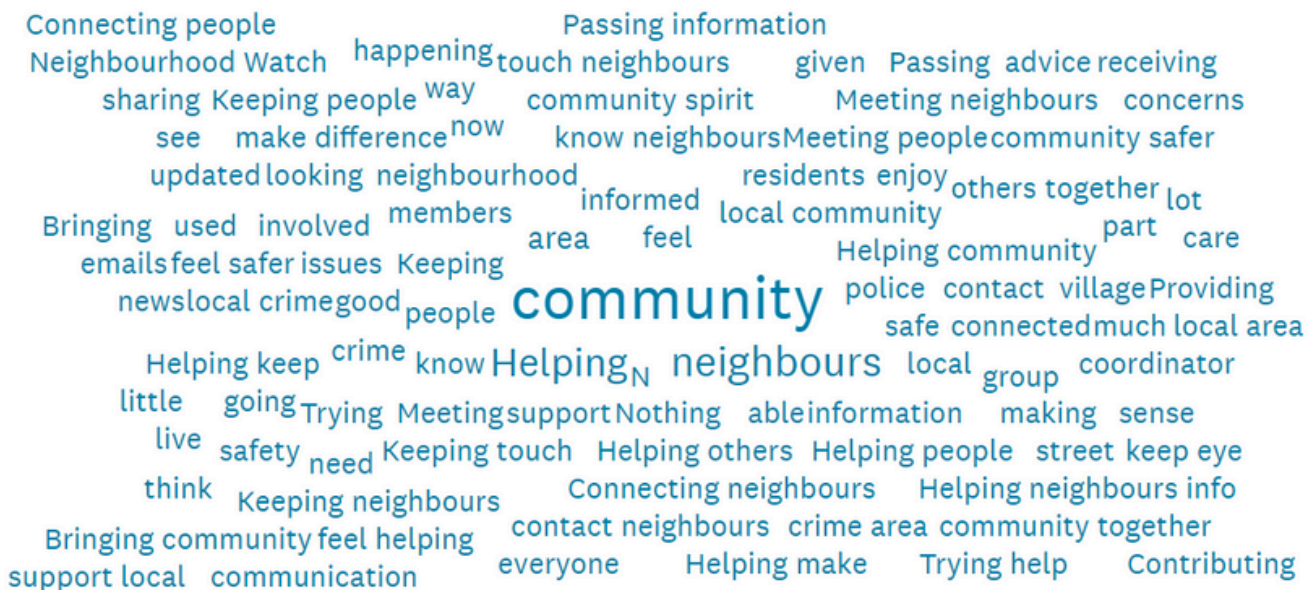 Connecting people Passing information
Neighbourhood Watch happening touch neighbours given Passing advice receiving
sharing Keeping people way community spirit Meeting neighbours concerns
see make difference now know neighbours Meeting people community safer
updated looking neighbourhood informed residents enjoy others together lot
Bringing used involved members area feel local community Helping community part care
emails feel safer issues Keeping
news local crime good people community police contact village Providing
safe connected much local area
Helping keep crime know Helping N neighbours local group coordinator
little going Trying Meeting support Nothing able information making sense
live safety need Keeping touch Helping others Helping people street keep eye
think Keeping neighbours Connecting neighbours Helping neighbours info
Bringing community feel helping contact neighbours crime area community together
support local communication everyone Helping make Trying help Contributing